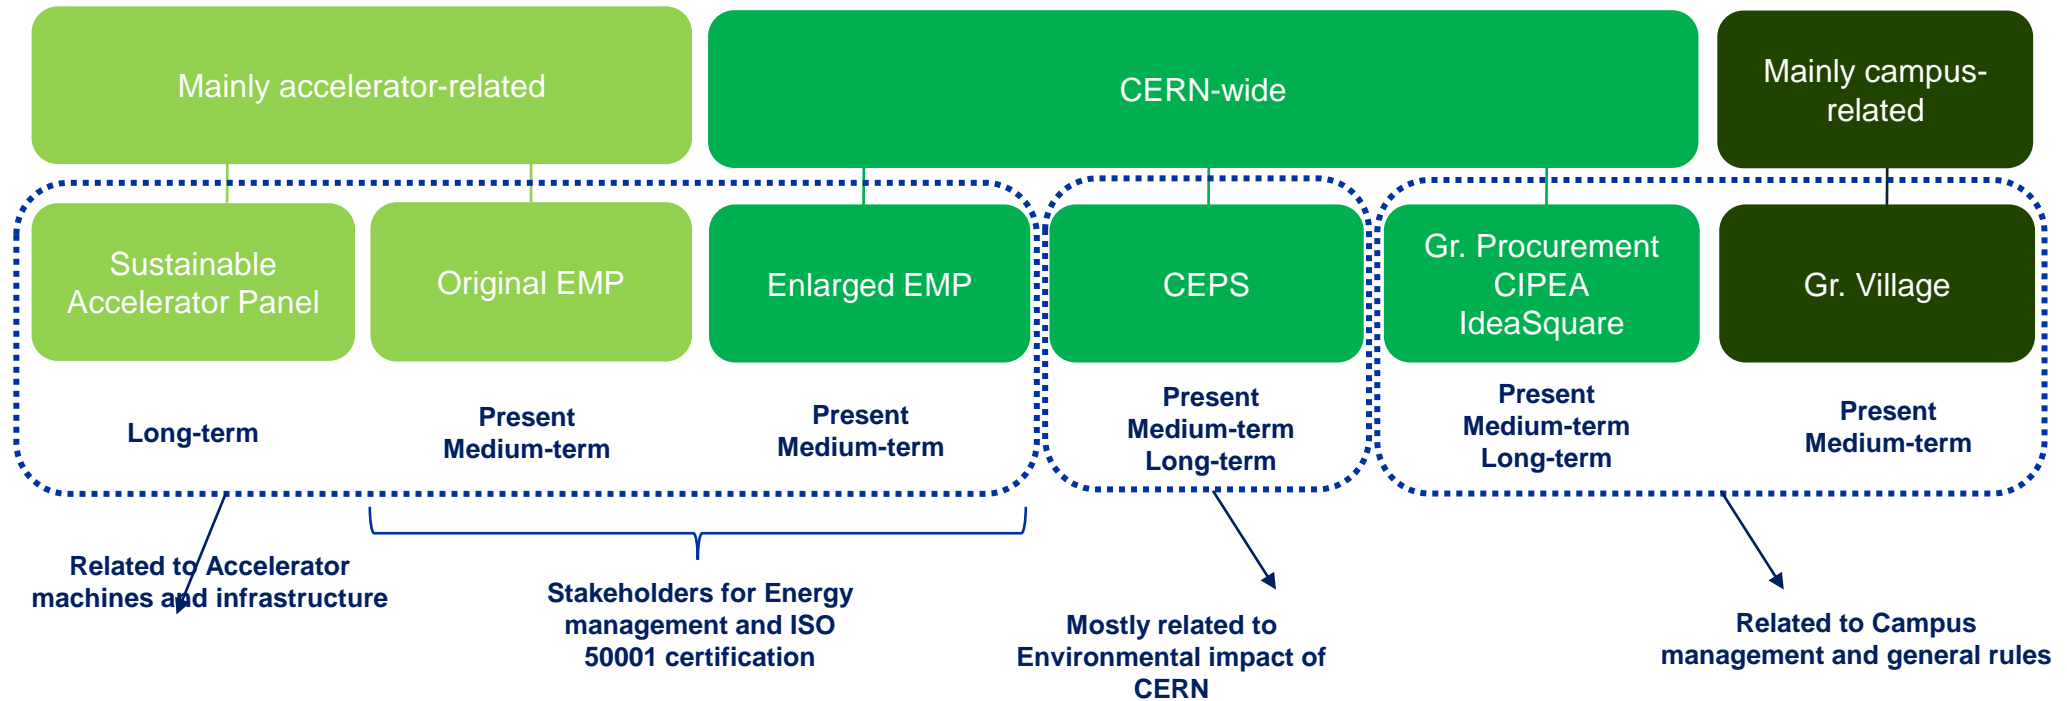 Mainly accelerator-related
CERN-wide
Mainly campus-
related
Sustainable
Accelerator Panel
Original EMP
Enlarged EMP
CEPS
Gr. Procurement
CIPEA
IdeaSquare
Gr. Village
Long-term
Present
Medium-term
Present
Medium-term
Present
Medium-term
Long-term
Present
Medium-term
Long-term
Present
Medium-term
Related to Accelerator
machines and infrastructure
Stakeholders for Energy
management and ISO
50001 certification
Mostly related to
Environmental impact of
CERN
Related to Campus
management and general rules